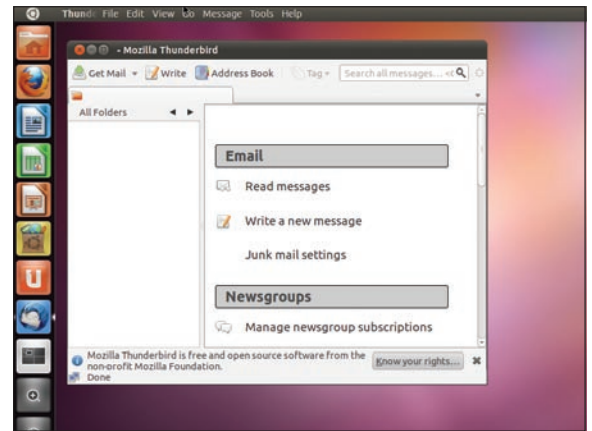 Thunde File Edit View Go Message Tools Help
- Mozilla Thunderbird
Get Mail Write Address Book Tag Search all messages... <
All Folders
Email
Read messages
Write a new message
Junk mail settings
Newsgroups
Manage newsgroup subscriptions
Mozilla Thunderbird is free and open source software from the
non-profit Mozilla Foundation.
Know your rights...
Done